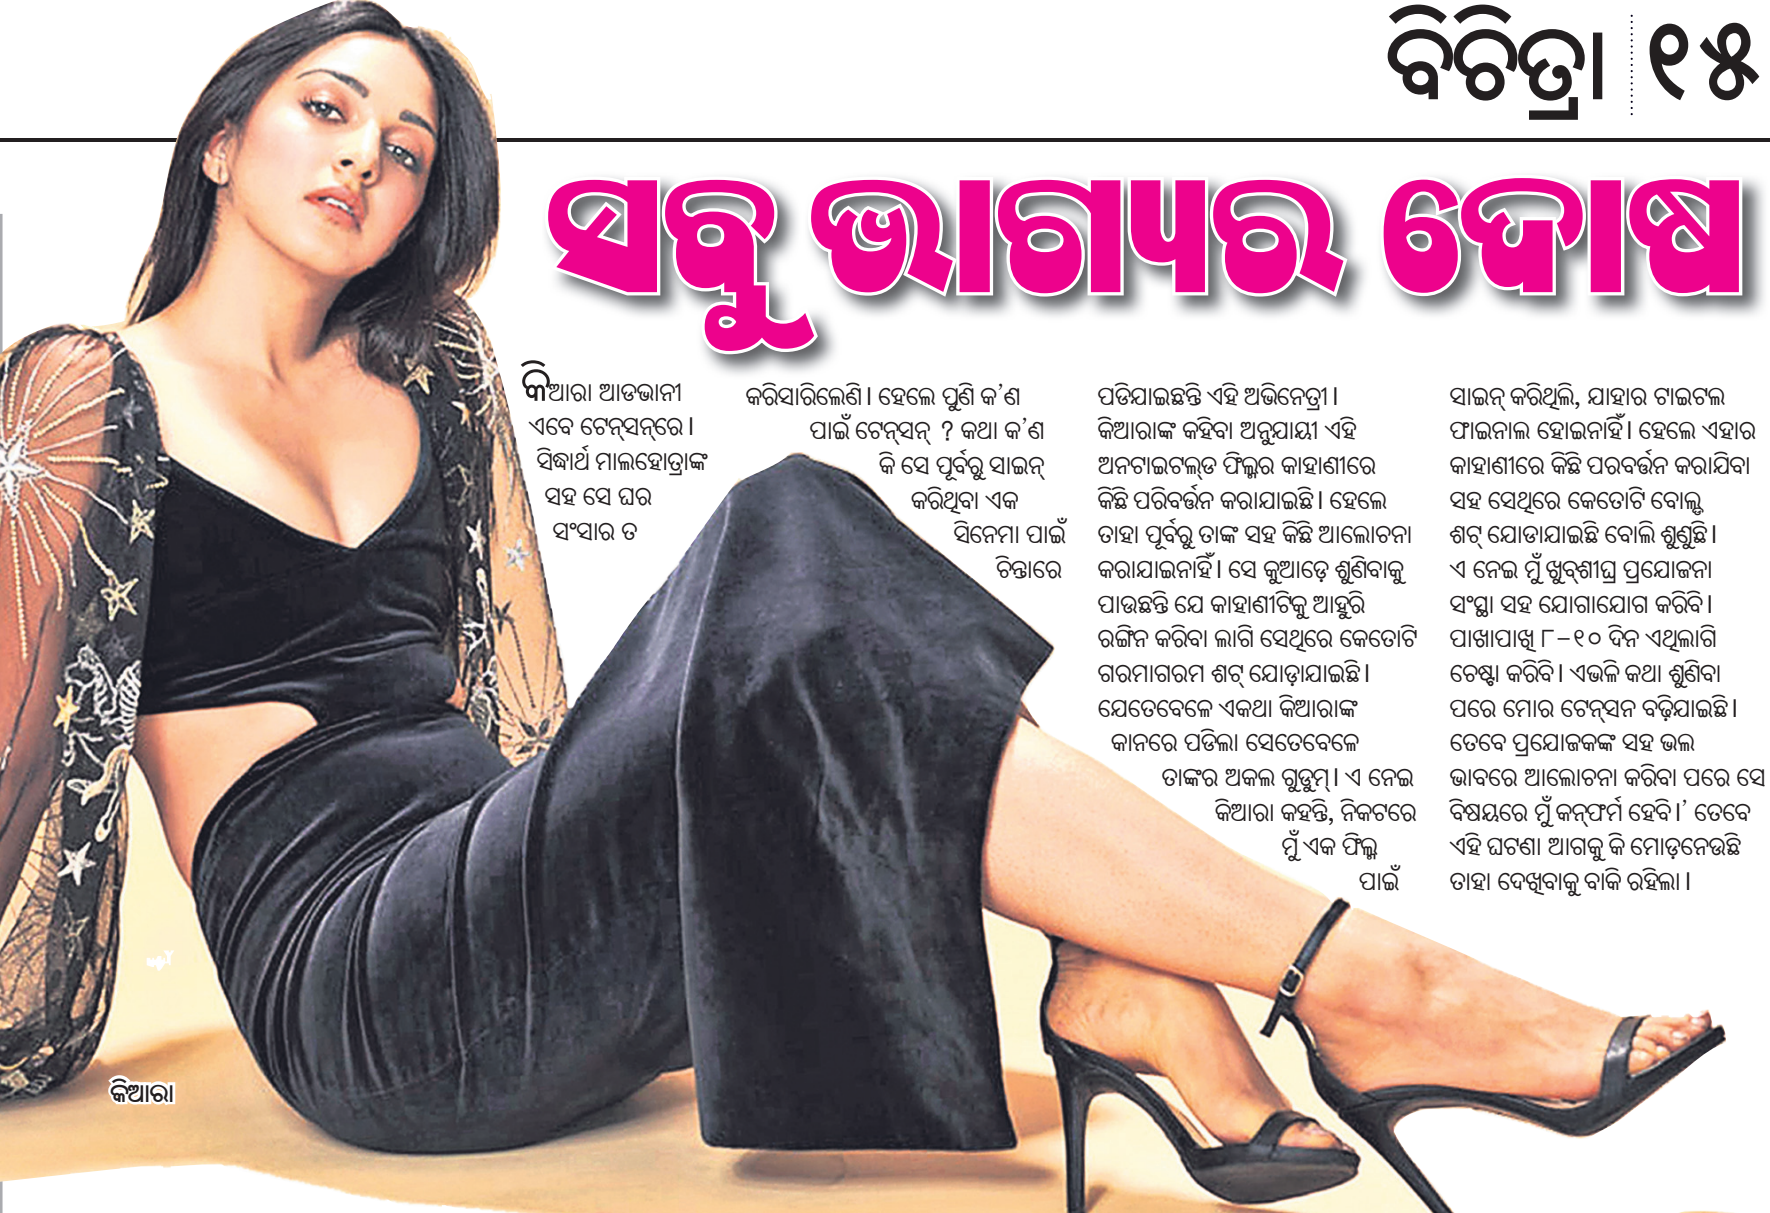 ବିଚିତ୍ରା ୧୫
ସବୁ ଭାଗ୍ୟର ଦୋଷ
କିଆରା ଆଡଭାନୀ
ଏବେ ଟେନ୍‌ସନ୍‌ରେ।
ସିଦ୍ଧାର୍ଥ ମାଲହୋତ୍ରାଙ୍କ
ସହ ସେ ଘର
ସଂସାର ତ
କରିସାରିଲେଣି। ହେଲେ ପୁଣି କ’ଣ
ପାଇଁ ଟେନ୍‌ସନ୍ ? କଥା କ’ଣ
କି ସେ ପୂର୍ବରୁ ସାଇନ୍
କରିଥିବା ଏକ
ସିନେମା ପାଇଁ
ଚିନ୍ତାରେ
ପଡିଯାଇଛନ୍ତି ଏହି ଅଭିନେତ୍ରୀ।
କିଆରାଙ୍କ କହିବା ଅନୁଯାୟୀ ଏହି
ଅନଟାଇଟଲ୍‌ଡ ଫିଲ୍ମର କାହାଣୀରେ
କିଛି ପରିବର୍ତ୍ତନ କରାଯାଇଛି। ହେଲେ
ତାହା ପୂର୍ବରୁ ତାଙ୍କ ସହ କିଛି ଆଲୋଚନା
କରାଯାଇନାହିଁ। ସେ କୁଆଡ଼େ ଶୁଣିବାକୁ
ପାଉଛନ୍ତି ଯେ କାହାଣୀଟିକୁ ଆହୁରି
ରଙ୍ଗିନ କରିବା ଲାଗି ସେଥିରେ କେତୋଟି
ଗରମାଗରମ ଶଟ୍ ଯୋଡ଼ାଯାଇଛି।
ଯେତେବେଳେ ଏକଥା କିଆରାଙ୍କ
କାନରେ ପଡିଲା ସେତେବେଳେ
ତାଙ୍କର ଅକଲ ଗୁଡୁମ୍। ଏ ନେଇ
କିଆରା କହନ୍ତି, ନିକଟରେ
ମୁଁ ଏକ ଫିଲ୍ମ
ପାଇଁ
ସାଇନ୍ କରିଥିଲି, ଯାହାର ଟାଇଟଲ
ଫାଇନାଲ ହୋଇନାହିଁ। ହେଲେ ଏହାର
କାହାଣୀରେ କିଛି ପରବର୍ତ୍ତନ କରାଯିବା
ସହ ସେଥିରେ କେତୋଟି ବୋଲ୍ଡ
ଶଟ୍ ଯୋଡାଯାଇଛି ବୋଲି ଶୁଣୁଛି।
ଏ ନେଇ ମୁଁ ଖୁବ୍‌ଶୀଘ୍ର ପ୍ରଯୋଜନା
ସଂସ୍ଥା ସହ ଯୋଗାଯୋଗ କରିବି।
ପାଖାପାଖି ୮–୧୦ ଦିନ ଏଥିଲାଗି
ଚେଷ୍ଟା କରିବି। ଏଭଳି କଥା ଶୁଣିବା
ପରେ ମୋର ଟେନ୍‌ସନ ବଢ଼ିଯାଇଛି।
ତେବେ ପ୍ରଯୋଜକଙ୍କ ସହ ଭଲ
ଭାବରେ ଆଲୋଚନା କରିବା ପରେ ସେ
ବିଷୟରେ ମୁଁ କନ୍‌ଫର୍ମ ହେବି।’ ତେବେ
ଏହି ଘଟଣା ଆଗକୁ କି ମୋଡ଼ନେଉଛି
ତାହା ଦେଖିବାକୁ ବାକି ରହିଲା।
କିଆରା